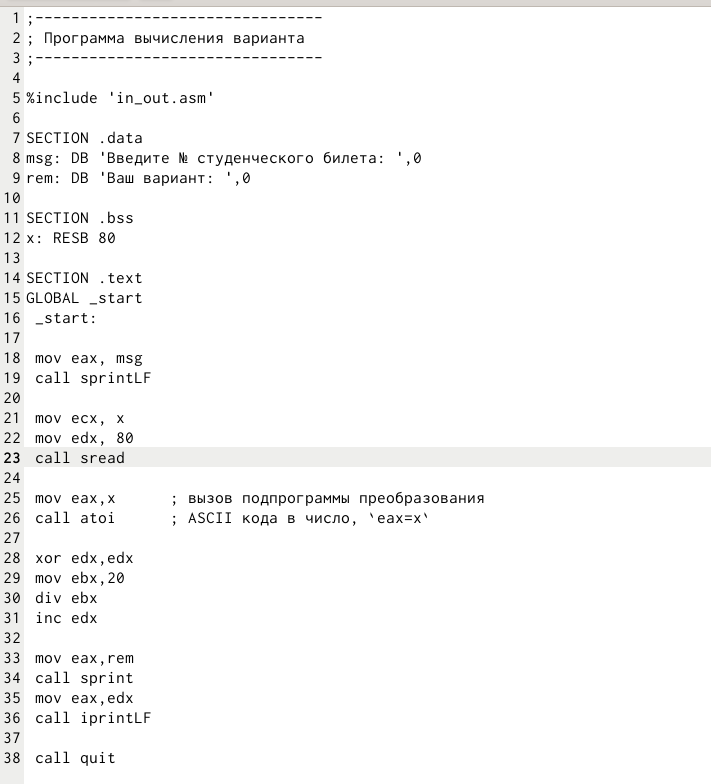 1 ;--------------------------------
2 ; Программа вычисления варианта
3 ;--------------------------------
4
5 %include 'in_out.asm'
6
7 SECTION .data
8 msg: DB 'Введите № студенческого билета: ',0
9 rem: DB 'Ваш вариант: ',0
10
11 SECTION .bss
12 x: RESB 80
13
14 SECTION .text
15 GLOBAL _start
16  _start:
17
18  mov eax, msg
19  call sprintLF
20
21  mov ecx, x
22  mov edx, 80
23  call sread
24
25  mov eax,x      ; вызов подпрограммы преобразования
26  call atoi      ; ASCII кода в число, `eax=x`
27
28  xor edx,edx
29  mov ebx,20
30  div ebx
31  inc edx
32
33  mov eax,rem
34  call sprint
35  mov eax,edx
36  call iprintLF
37
38  call quit